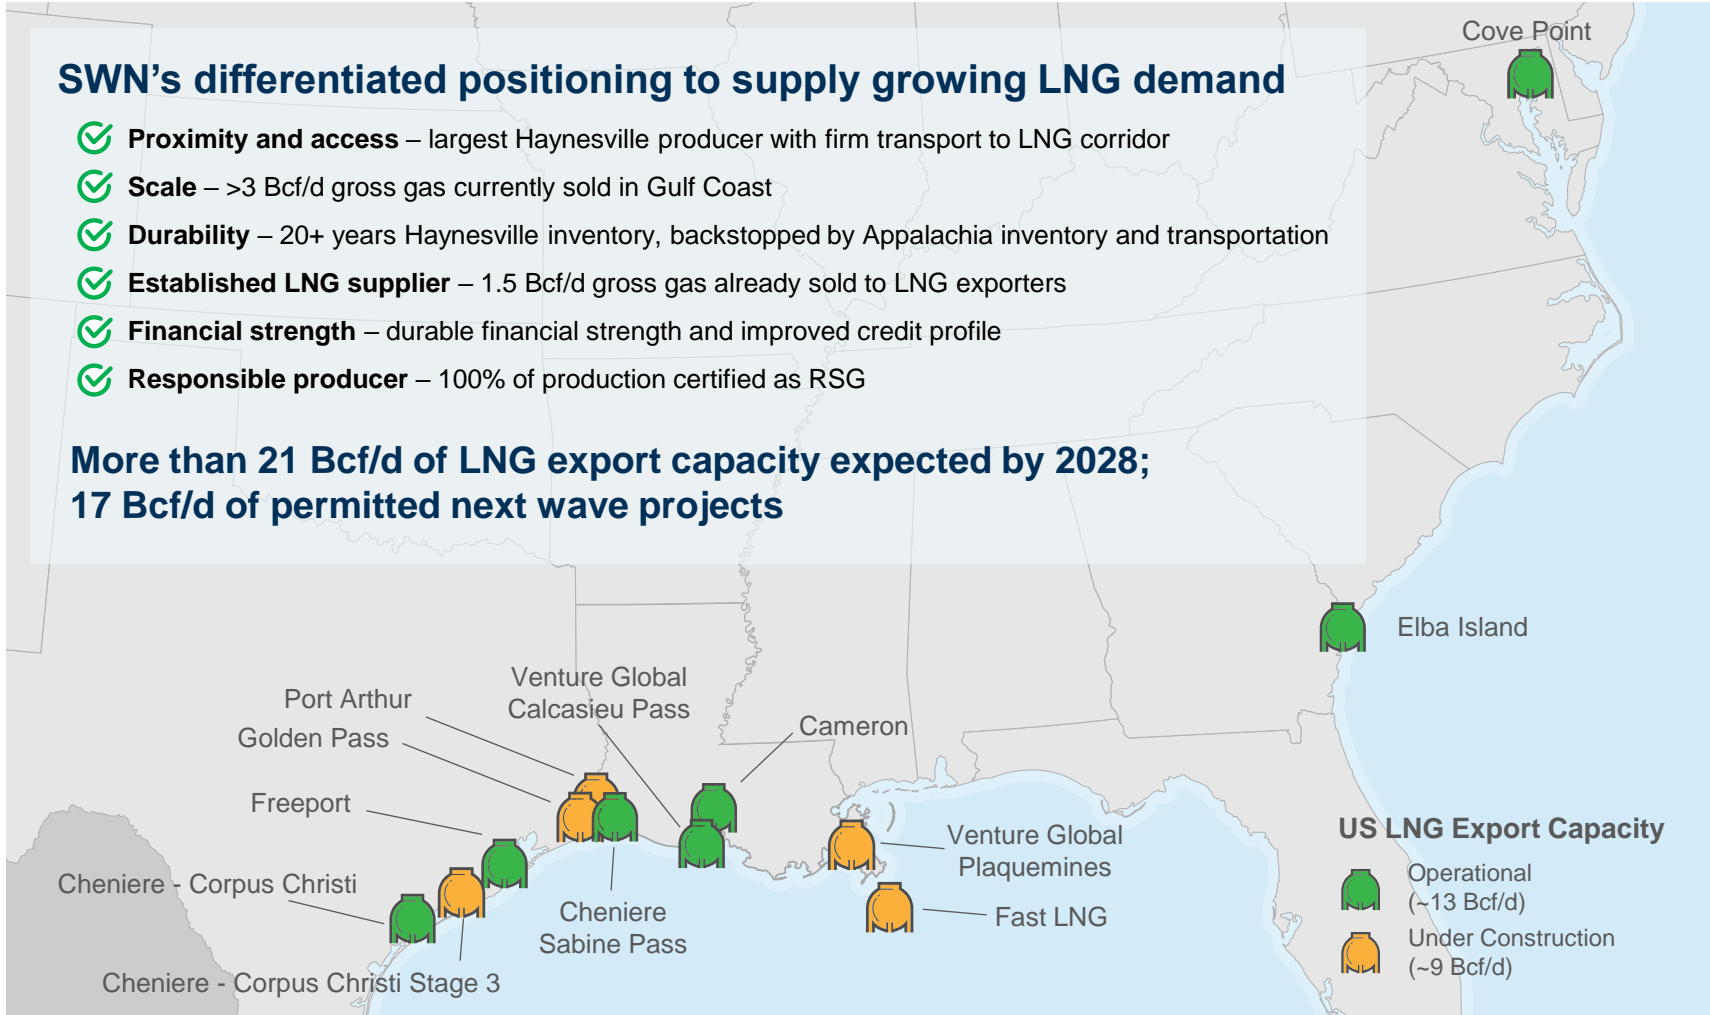 Cove Point
SWN’s differentiated positioning to supply growing LNG demand
Proximity and access – largest Haynesville producer with firm transport to LNG corridor
Scale – >3 Bcf/d gross gas currently sold in Gulf Coast
Durability – 20+ years Haynesville inventory, backstopped by Appalachia inventory and transportation
Established LNG supplier – 1.5 Bcf/d gross gas already sold to LNG exporters
Financial strength – durable financial strength and improved credit profile
Responsible producer – 100% of production certified as RSG
More than 21 Bcf/d of LNG export capacity expected by 2028;
17 Bcf/d of permitted next wave projects
Elba Island
Venture Global
Calcasieu Pass
Port Arthur
Golden Pass
Cameron
Freeport
Venture Global
Plaquemines
Cheniere - Corpus Christi
Cheniere
Sabine Pass
Fast LNG
Cheniere - Corpus Christi Stage 3
US LNG Export Capacity
Operational
(~13 Bcf/d)
Under Construction
(~9 Bcf/d)